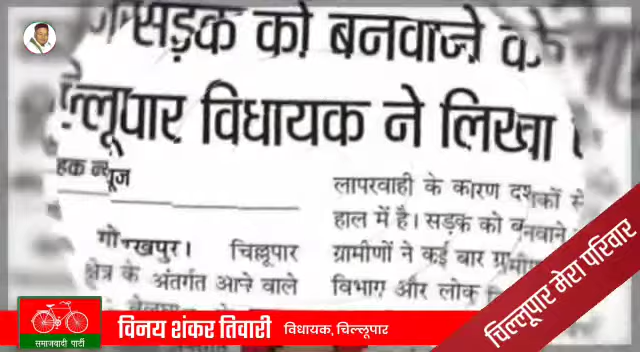 सड़क को बनवाने
चिल्लूपार विधायक ने लिखा
न्यूज
लापरवाही के कारण दशकों से
हाल में है। सड़क को बनवाने
गोरखपुर। चिल्लूपार
ग्रामीणों ने कई बार
क्षेत्र के अंतर्गत आने वाले
विभाग और लोक
चिल्लूपार मेरा परिवार
विनय शंकर तिवारी विधायक, चिल्लूपार
समाजवादी पार्टी